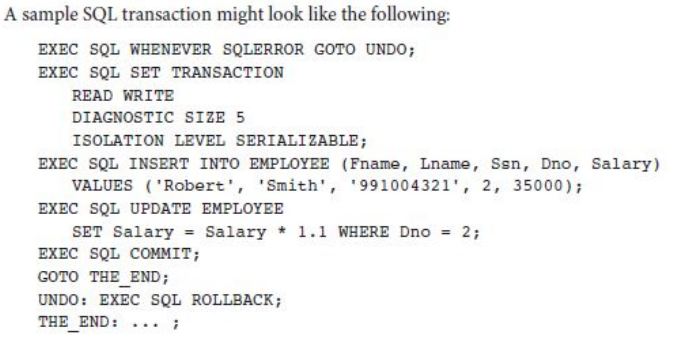 A sample SQL transaction might look like the following:
EXEC SQL WHENEVER SQLERROR GOTO UNDO;
EXEC SQL SET TRANSACTION
READ WRITE
DIAGNOSTIC SIZE 5
ISOLATION LEVEL SERIALIZABLE;
EXEC SQL INSERT INTO EMPLOYEE (Fname, Lname, Ssn, Dno, Salary)
VALUES ('Robert', 'Smith', '991004321', 2, 35000);
EXEC SQL UPDATE EMPLOYEE
SET Salary = Salary * 1.1 WHERE Dno = 2;
EXEC SQL COMMIT;
GOTO THE_END;
UNDO: EXEC SQL ROLLBACK;
THE_END: ... ;